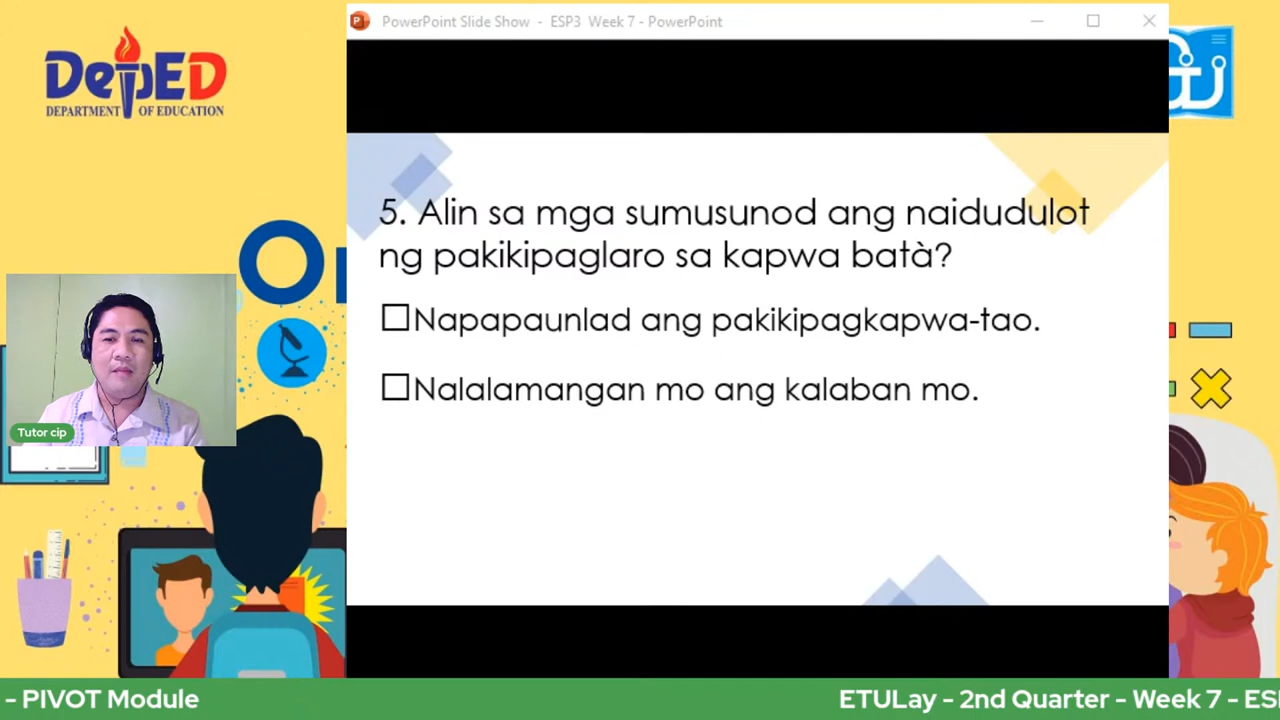 DepED
DEPARTMENT OF EDUCATION
PowerPoint Slide Show - ESP3 Week 7 - PowerPoint
5. Alin sa mga sumusunod ang naidudulot
ng pakikipaglaro sa kapwa batà?
☐Napapaunlad ang pakikipagkapwa-tao.
☐Nalalamangan mo ang kalaban mo.
Tutor cip
- PIVOT Module
ETULay - 2nd Quarter - Week 7 - ES